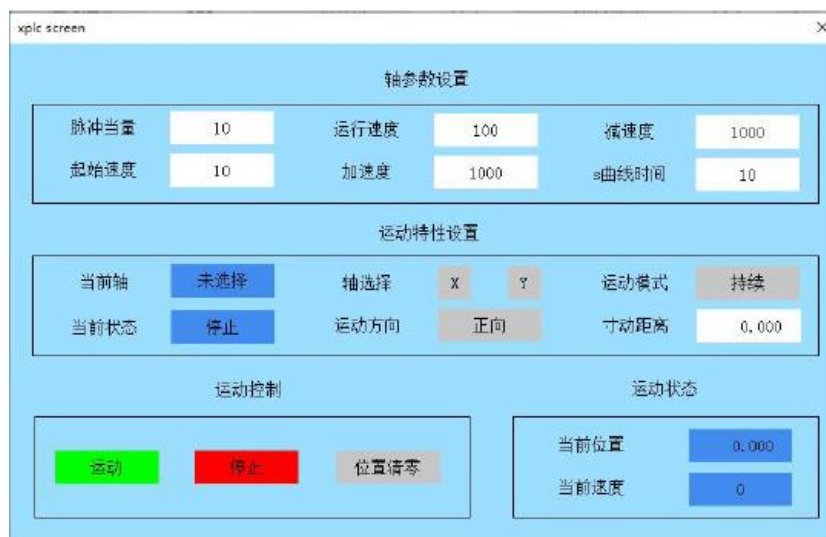 xplc screen
轴参数设置
脉冲当量 10 运行速度 100 减速度 1000
起始速度 10 加速度 1000 s曲线时间 10
运动特性设置
当前轴 未选择 轴选择 X Y 运动模式 持续
当前状态 停止 运动方向 正向 寸动距离 0.000
运动控制 运动状态
运动 停止 位置清零
当前位置 0.000
当前速度 0